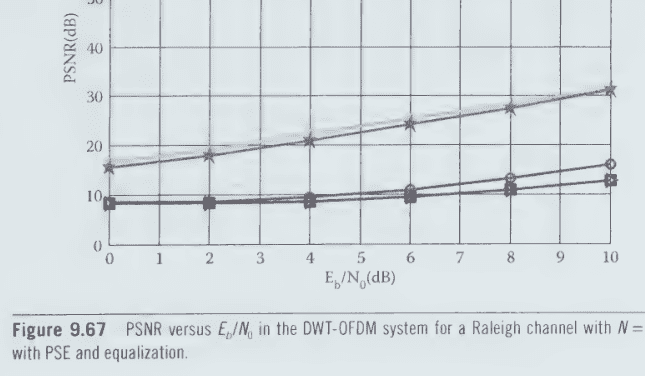 50
PSNR(dB)
40
30
20
10
0
0 1 2 3 4 5 6 7 8 9 10
E_b/N_0(dB)
Figure 9.67 PSNR versus E_b/N_0 in the DWT-OFDM system for a Raleigh channel with N =
with PSE and equalization.